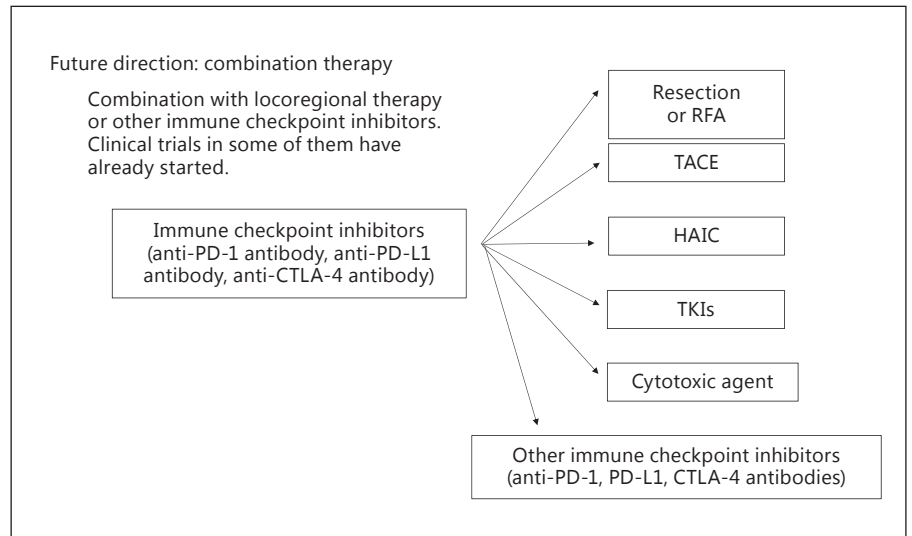 Future direction: combination therapy
Combination with locoregional therapy
or other immune checkpoint inhibitors.
Clinical trials in some of them have
already started.
Immune checkpoint inhibitors
(anti-PD-1 antibody, anti-PD-L1
antibody, anti-CTLA-4 antibody)
Resection
or RFA
TACE
HAIC
TKIs
Cytotoxic agent
Other immune checkpoint inhibitors
(anti-PD-1, PD-L1, CTLA-4 antibodies)